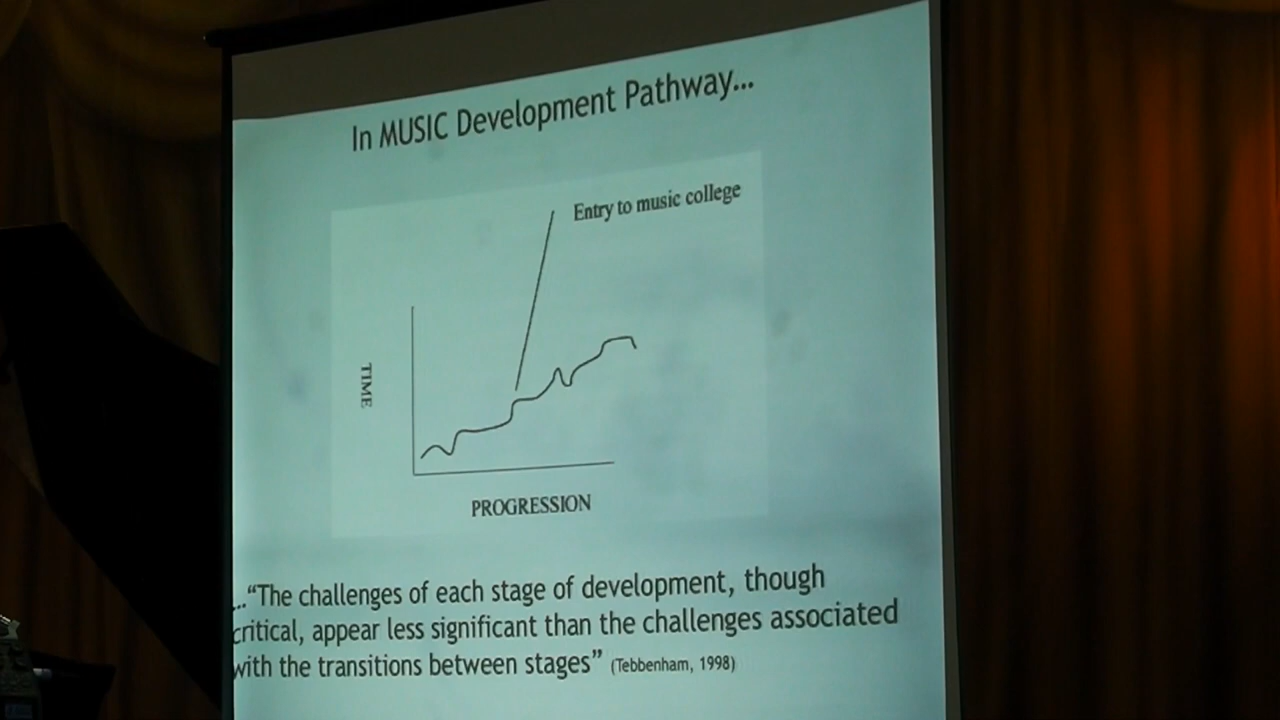 In MUSIC Development Pathway...
Entry to music college
TIME
PROGRESSION
..."The challenges of each stage of development, though
critical, appear less significant than the challenges associated
with the transitions between stages” (Tebbenham, 1998)